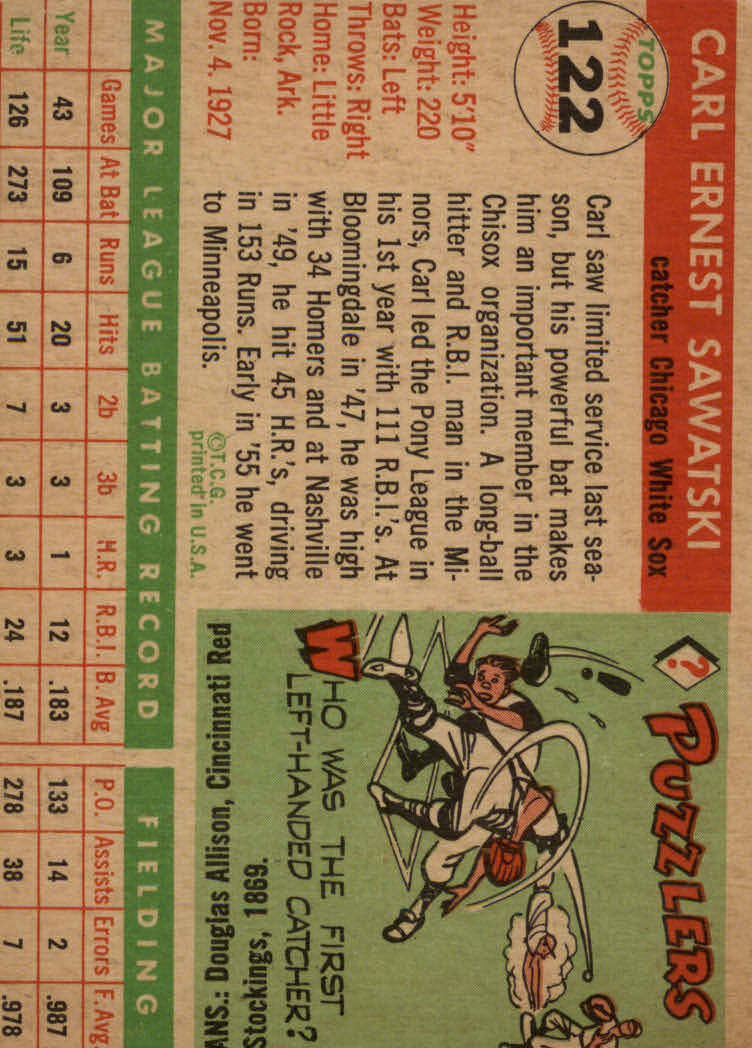 CARL ERNEST SAWATSKI
catcher Chicago White Sox
TOPPS
122
Height: 5'10"
Weight: 220
Bats: Left
Throws: Right
Home: Little
Rock, Ark.
Born:
Nov. 4, 1927
Carl saw limited service last sea-
son, but his powerful bat makes
him an important member in the
Chisox organization. A long-ball
hitter and R.B.I. man in the Mi-
nors, Carl led the Pony League in
his 1st year with 111 R.B.I.'s. At
Bloomingdale in '47, he was high
with 34 Homers and at Nashville
in '49, he hit 45 H.R.'s, driving
in 153 Runs. Early in '55 he went
to Minneapolis.
©T.C.G.
printed in U.S.A.
?
PUZZLERS
WHO WAS THE FIRST
LEFT-HANDED CATCHER?
ANS.: Douglas Allison, Cincinnati Red
Stockings, 1869.
MAJOR LEAGUE BATTING RECORD FIELDING
Games At Bat Runs Hits 2b 3b H.R. R.B.I. B. Avg P.O. Assists Errors F. Avg.
Year 43 109 6 20 3 3 1 12 .183 133 14 2 .987
Life 126 273 15 51 7 3 3 24 .187 278 38 7 .978